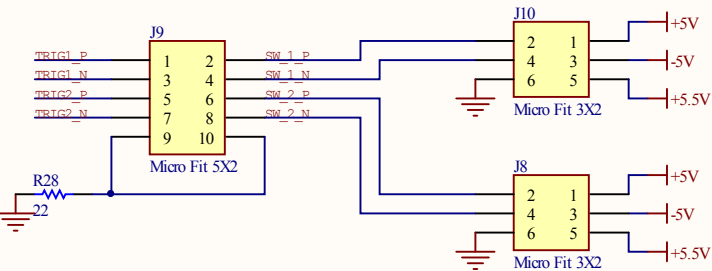 J9
TRIG1_P 1 2 SW_1_P
TRIG1_N 3 4 SW_1_N
TRIG2_P 5 6 SW_2_P
TRIG2_N 7 8 SW_2_N
9 10
Micro Fit 5X2
R28
22
J10
2 1 +5V
4 3 -5V
6 5 +5.5V
Micro Fit 3X2
J8
2 1 +5V
4 3 -5V
6 5 +5.5V
Micro Fit 3X2